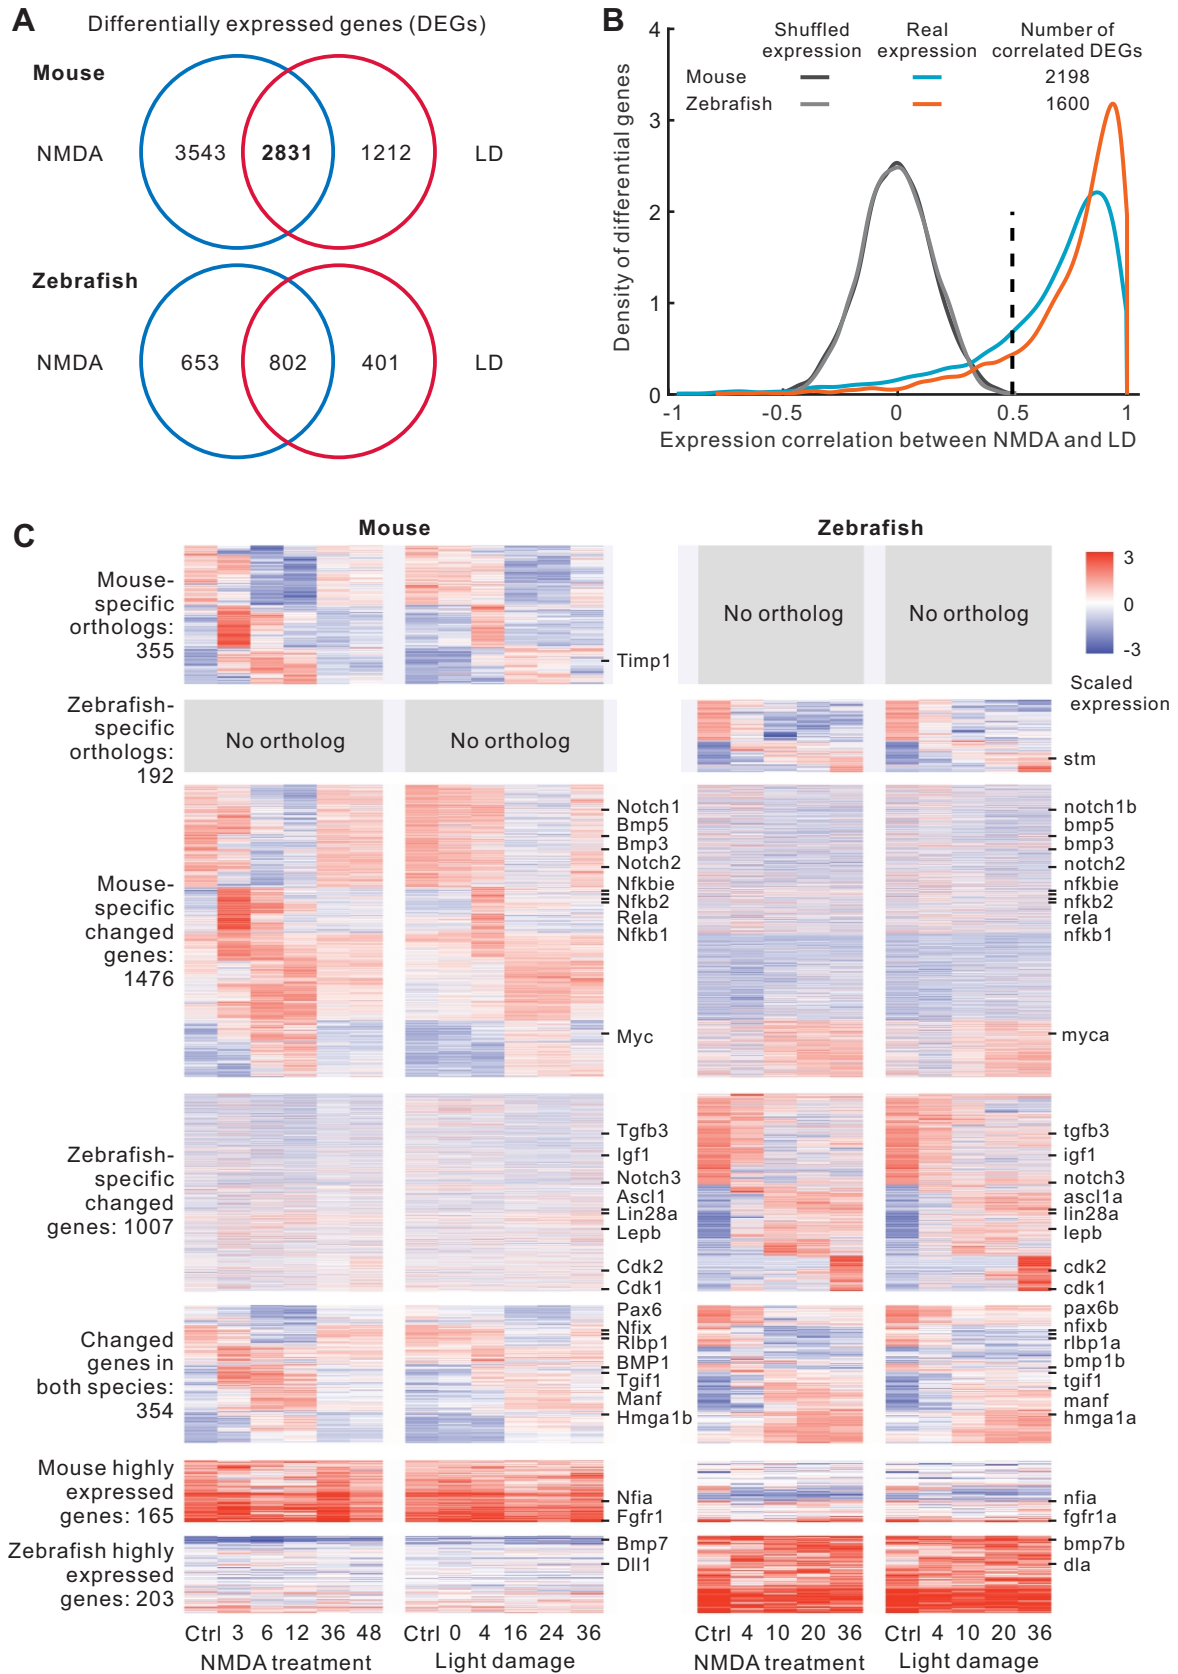 A
Differentially expressed genes (DEGs)
Mouse
NMDA
3543
2831
1212
LD
Zebrafish
NMDA
653
802
401
LD
B
Shuffled
expression
Real
expression
Number of
correlated DEGs
Mouse
2198
Zebrafish
1600
Density of differential genes
4
3
2
1
0
-1
-0.5
0
0.5
1
Expression correlation between NMDA and LD
C
Mouse
Zebrafish
Mouse-
specific
orthologs:
355
Timp1
No ortholog
No ortholog
3
0
-3
Scaled
expression
Zebrafish-
specific
orthologs:
192
No ortholog
No ortholog
stm
Mouse-
specific
changed
genes:
1476
Notch1
Bmp5
Bmp3
Notch2
Nfkbie
Nfkb2
Rela
Nfkb1
Myc
notch1b
bmp5
bmp3
notch2
nfkbie
nfkb2
rela
nfkb1
myca
Zebrafish-
specific
changed
genes: 1007
Tgfb3
Igf1
Notch3
Ascl1
Lin28a
Lepb
Cdk2
Cdk1
tgfb3
igf1
notch3
ascl1a
lin28a
lepb
cdk2
cdk1
Changed
genes in
both species:
354
Pax6
Nfix
Rlbp1
BMP1
Tgif1
Manf
Hmga1b
pax6b
nfixb
rlbp1a
bmp1b
tgif1
manf
hmga1a
Mouse highly
expressed
genes: 165
Nfia
Fgfr1
nfia
fgfr1a
Zebrafish highly
expressed
genes: 203
Bmp7
Dll1
bmp7b
dla
Ctrl 3 6 12 36 48
NMDA treatment
Ctrl 0 4 16 24 36
Light damage
Ctrl 4 10 20 36
NMDA treatment
Ctrl 4 10 20 36
Light damage